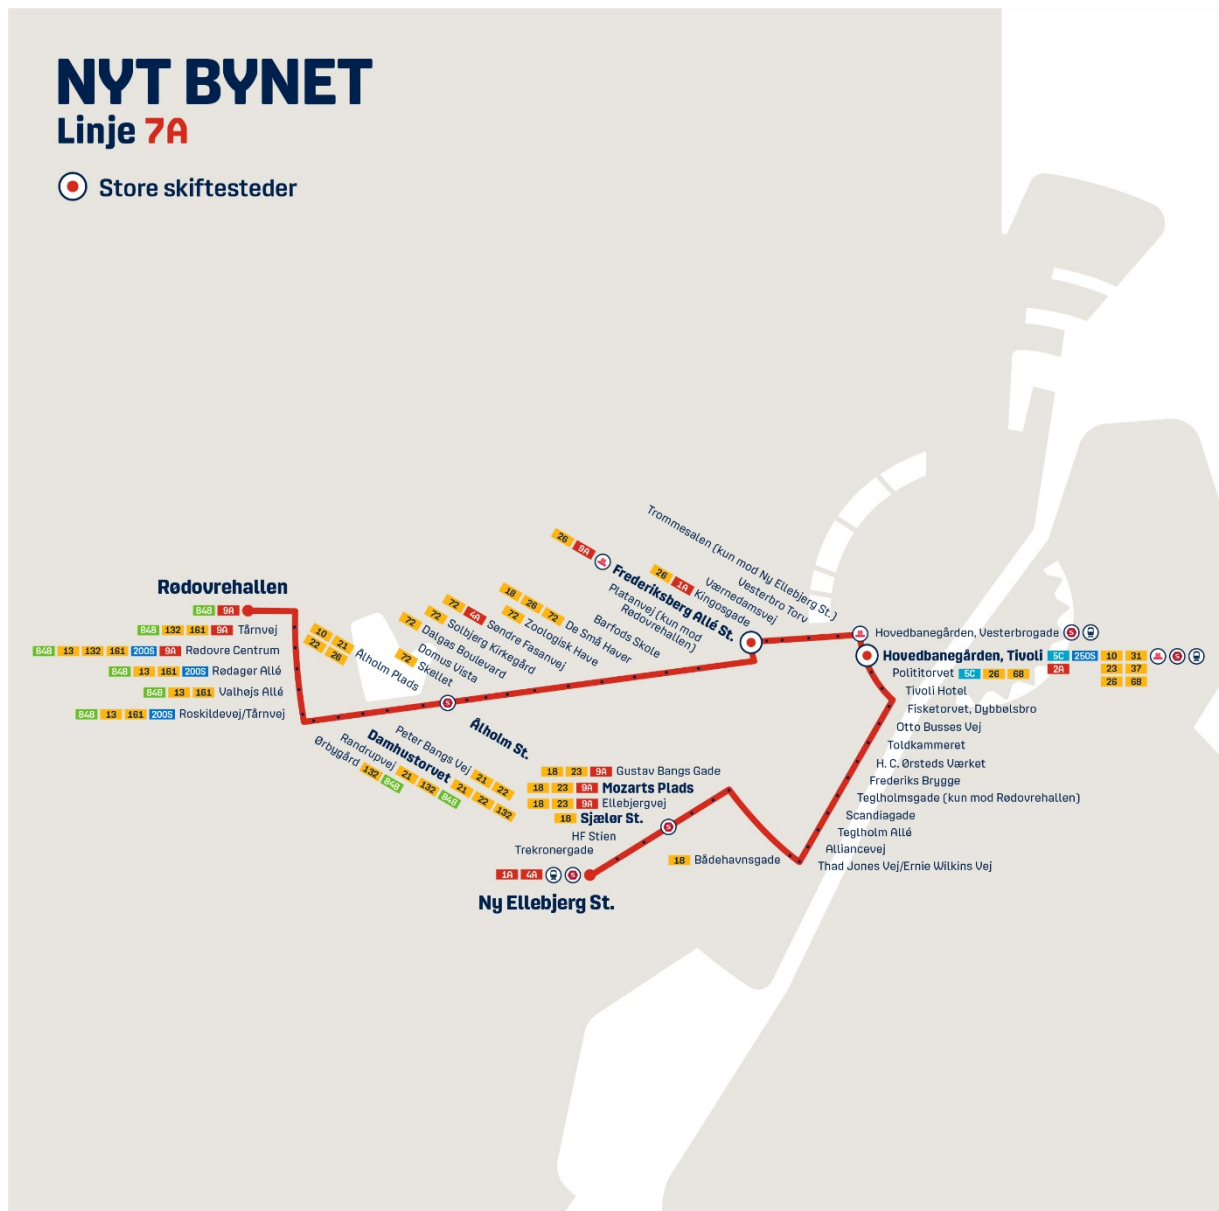 NYT BYNET
Linje 7A
Store skiftesteder
Rødovrehallen
848 9A
848 132 161 9A Tårnvej
848 13 132 161 200S 9A Rødovre Centrum
848 13 161 200S Rødager Allé
848 13 161 Valhøjs Allé
848 13 161 200S Roskildevej/Tårnvej
Ørbygård 132 848
Randrupvej 21 132 848
Damhustorvet 21 22 132
Peter Bangs Vej 21 22
10 21
22 26
Ålholm Plads
Ålholm St.
72 Skellet
Domus Vista
72 Dalgas Boulevard
72 Solbjerg Kirkegård
72 4A Søndre Fasanvej
72 Zoologisk Have
18 26 72 De Små Haver
Barfods Skole
Platanvej (kun mod
Rødovrehallen)
26 9A Frederiksberg Allé St.
26 1A Kingosgade
Værnedamsvej
Vesterbro Torv
Trommesalen (kun mod Ny Ellebjerg St.)
Hovedbanegården, Vesterbrogade S
Hovedbanegården, Tivoli 5C 250S 10 31 S
2A 23 37
26 68
Polititorvet 5C 26 68
Tivoli Hotel
Fisketorvet, Dybbølsbro
Otto Busses Vej
Toldkammeret
H. C. Ørsteds Værket
Frederiks Brygge
Teglholmsgade (kun mod Rødovrehallen)
Scandiagade
Teglholm Allé
Alliancevej
Thad Jones Vej/Ernie Wilkins Vej
18 Bådehavnsgade
18 23 9A Gustav Bangs Gade
18 23 9A Mozarts Plads
18 23 9A Ellebjergvej
18 Sjælør St.
HF Stien
Trekronergade
1A 4A S
Ny Ellebjerg St.